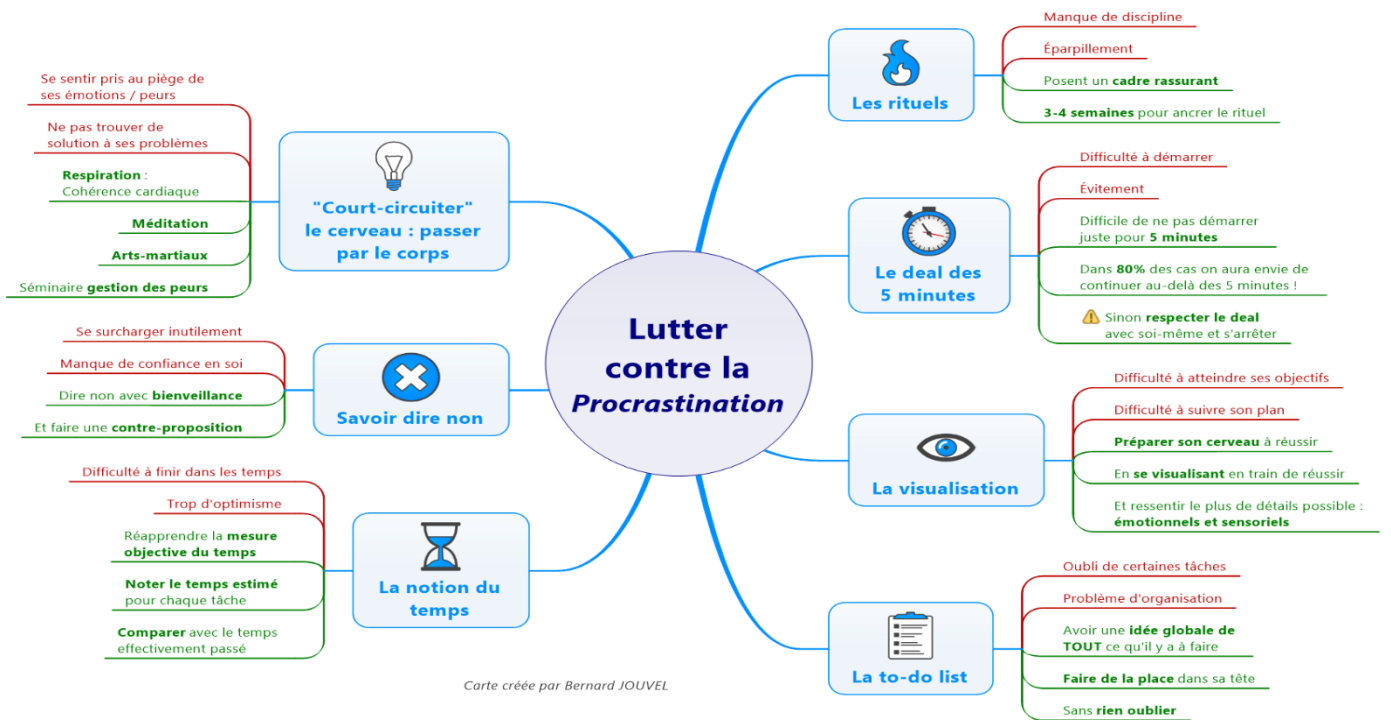 Lutter
contre la
Procrastination
Les rituels
Manque de discipline
Éparpillement
Posent un cadre rassurant
3-4 semaines pour ancrer le rituel
Le deal des
5 minutes
Difficulté à démarrer
Évitement
Difficile de ne pas démarrer
juste pour 5 minutes
Dans 80% des cas on aura envie de
continuer au-delà des 5 minutes !
Sinon respecter le deal
avec soi-même et s'arrêter
La visualisation
Difficulté à atteindre ses objectifs
Difficulté à suivre son plan
Préparer son cerveau à réussir
En se visualisant en train de réussir
Et ressentir le plus de détails possible :
émotionnels et sensoriels
La to-do list
Oubli de certaines tâches
Problème d'organisation
Avoir une idée globale de
TOUT ce qu'il y a à faire
Faire de la place dans sa tête
Sans rien oublier
"Court-circuiter"
le cerveau : passer
par le corps
Se sentir pris au piège de
ses émotions / peurs
Ne pas trouver de
solution à ses problèmes
Respiration :
Cohérence cardiaque
Méditation
Arts-martiaux
Séminaire gestion des peurs
Savoir dire non
Se surcharger inutilement
Manque de confiance en soi
Dire non avec bienveillance
Et faire une contre-proposition
La notion du
temps
Difficulté à finir dans les temps
Trop d'optimisme
Réapprendre la mesure
objective du temps
Noter le temps estimé
pour chaque tâche
Comparer avec le temps
effectivement passé
Carte créée par Bernard JOUVEL